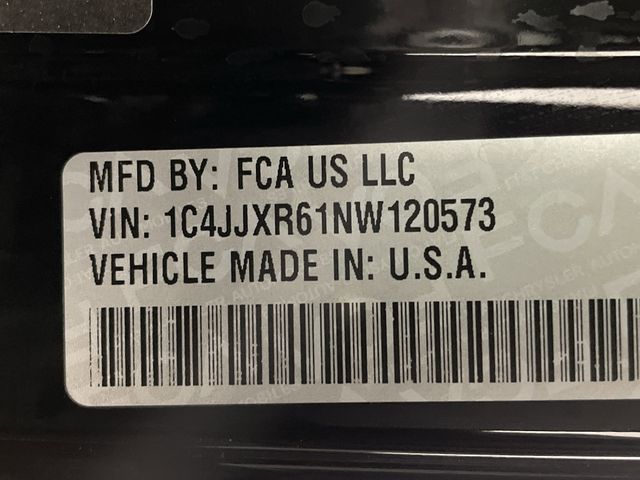 MFD BY: FCA US LLC
VIN: 1C4JJXR61NW120573
VEHICLE MADE IN: U.S.A.